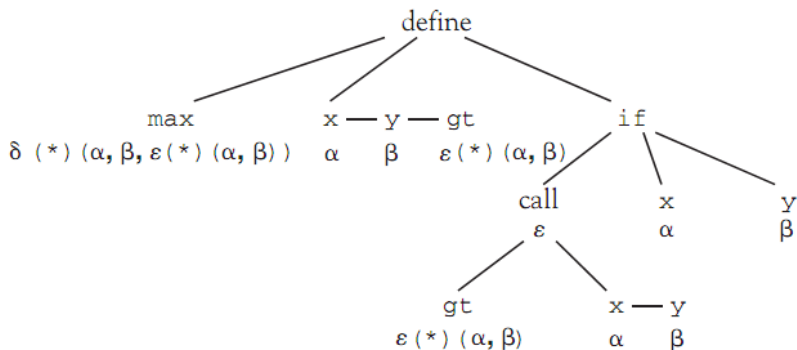 define
max x y gt if
δ (*) (α, β, ε(*) (α, β)) α β ε(*) (α, β)
call x y
ε α β
gt x y
ε(*) (α, β) α β